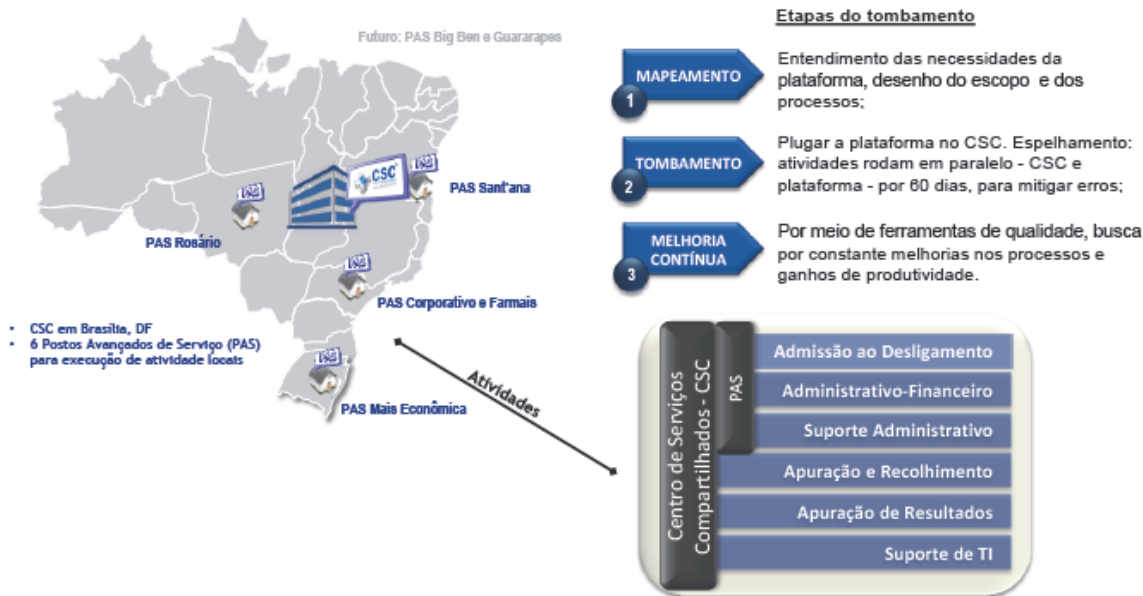 Futuro: PAS Big Ben e Guararapes
PAS
CSC
PAS Sant'ana
PAS
PAS Rosário
PAS
PAS Corporativo e Farmais
• CSC em Brasília, DF
• 6 Postos Avançados de Serviço (PAS)
para execução de atividade locais
PAS
PAS Mais Econômica
Atividades
Etapas do tombamento
MAPEAMENTO
1
Entendimento das necessidades da
plataforma, desenho do escopo e dos
processos;
TOMBAMENTO
2
Plugar a plataforma no CSC. Espelhamento:
atividades rodam em paralelo - CSC e
plataforma - por 60 dias, para mitigar erros;
MELHORIA
CONTÍNUA
3
Por meio de ferramentas de qualidade, busca
por constante melhorias nos processos e
ganhos de produtividade.
Centro de Serviços
Compartilhados - CSC
PAS
Admissão ao Desligamento
Administrativo-Financeiro
Suporte Administrativo
Apuração e Recolhimento
Apuração de Resultados
Suporte de TI